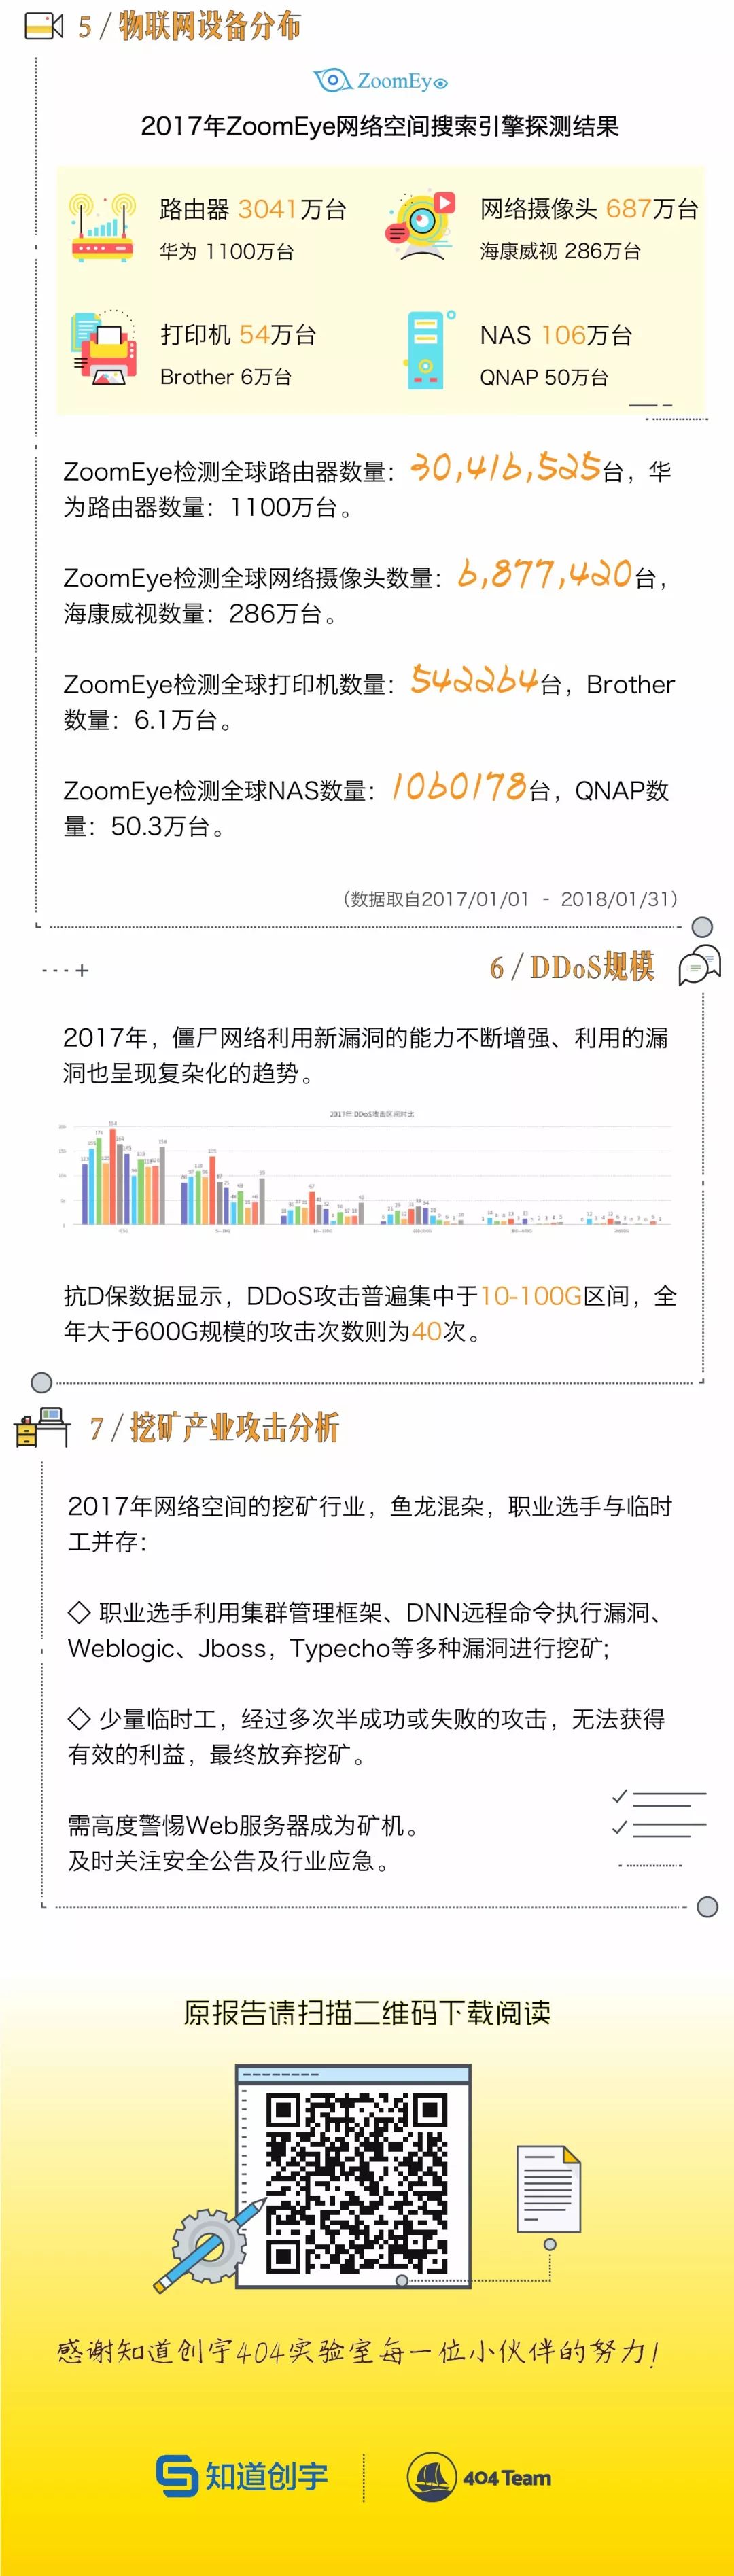 5 / 物联网设备分布
ZoomEye
2017年ZoomEye网络空间搜索引擎探测结果
路由器 3041万台
华为 1100万台
网络摄像头 687万台
海康威视 286万台
打印机 54万台
Brother 6万台
NAS 106万台
QNAP 50万台
ZoomEye检测全球路由器数量：30,416,525台，华
为路由器数量：1100万台。
ZoomEye检测全球网络摄像头数量：6,877,420台，
海康威视数量：286万台。
ZoomEye检测全球打印机数量：542264台，Brother
数量：6.1万台。
ZoomEye检测全球NAS数量：1060178台，QNAP数
量：50.3万台。
（数据取自2017/01/01 - 2018/01/31）
6 / DDoS规模
2017年，僵尸网络利用新漏洞的能力不断增强、利用的漏
洞也呈现复杂化的趋势。
2017年 DDoS攻击区间对比
抗D保数据显示，DDoS攻击普遍集中于10-100G区间，全
年大于600G规模的攻击次数则为40次。
7 / 挖矿产业攻击分析
2017年网络空间的挖矿行业，鱼龙混杂，职业选手与临时
工并存：
◇ 职业选手利用集群管理框架、DNN远程命令执行漏洞、
Weblogic、Jboss，Typecho等多种漏洞进行挖矿;
◇ 少量临时工，经过多次半成功或失败的攻击，无法获得
有效的利益，最终放弃挖矿。
需高度警惕Web服务器成为矿机。
及时关注安全公告及行业应急。
原报告请扫描二维码下载阅读
感谢知道创宇404实验室每一位小伙伴的努力！
知道创宇
404 Team